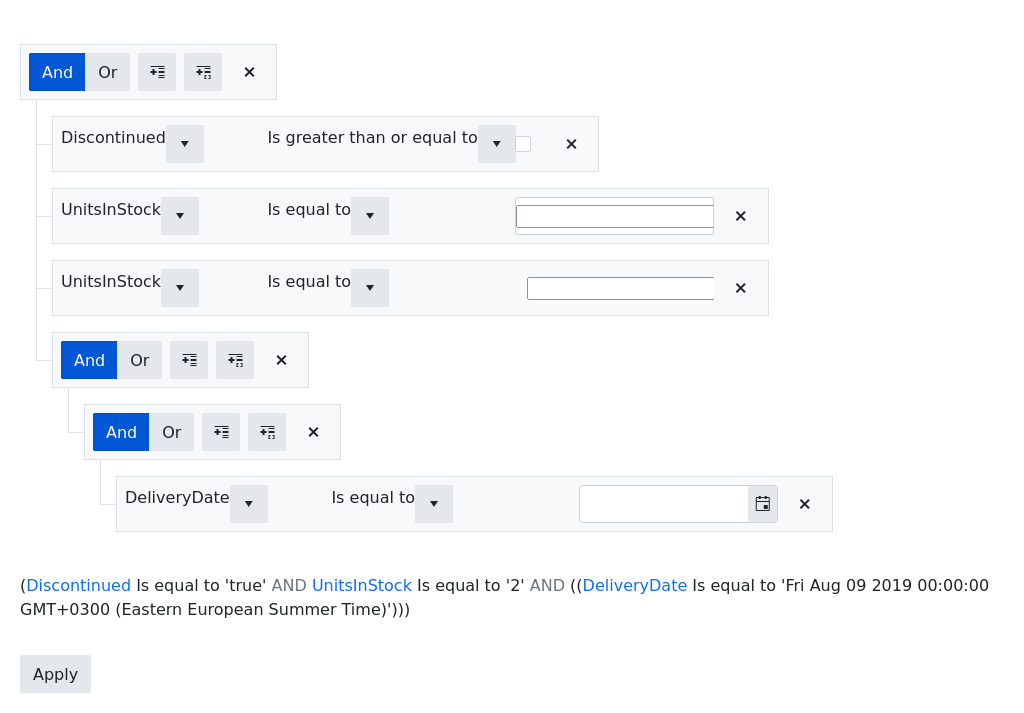 And Or
Discontinued Is greater than or equal to
UnitsInStock Is equal to
UnitsInStock Is equal to
And Or
And Or
DeliveryDate Is equal to
(Discontinued Is equal to 'true' AND UnitsInStock Is equal to '2' AND ((DeliveryDate Is equal to 'Fri Aug 09 2019 00:00:00
GMT+0300 (Eastern European Summer Time)')))
Apply